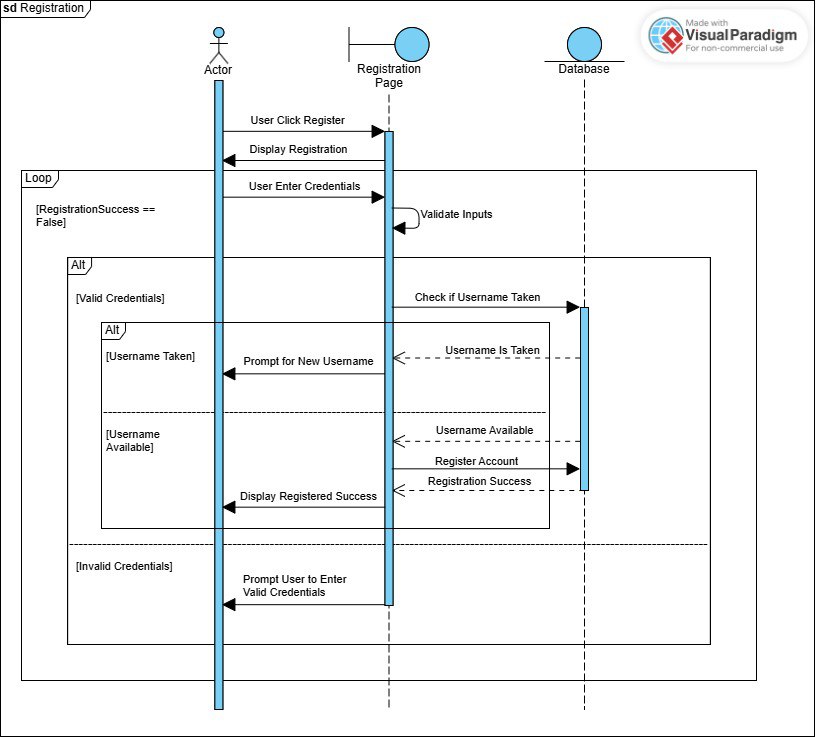 sd Registration
Made with
VisualParadigm
For non-commercial use
Actor
Registration
Page
Database
User Click Register
Display Registration
Loop
User Enter Credentials
[RegistrationSuccess ==
False]
Validate Inputs
Alt
[Valid Credentials]
Check if Username Taken
Alt
[Username Taken]
Username Is Taken
Prompt for New Username
[Username
Available]
Username Available
Register Account
Registration Success
Display Registered Success
[Invalid Credentials]
Prompt User to Enter
Valid Credentials